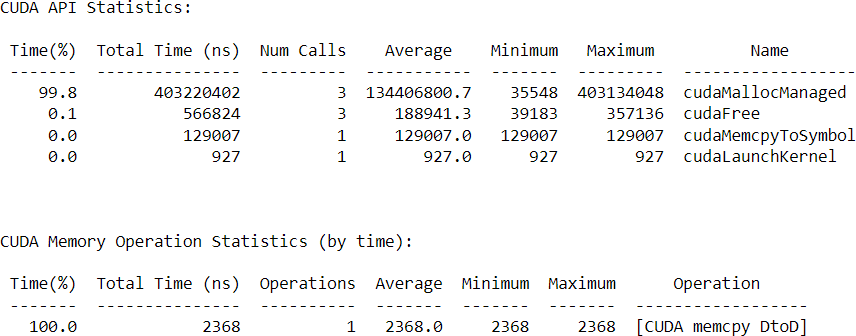 CUDA API Statistics:
Time(%) Total Time (ns) Num Calls Average Minimum Maximum Name
------- --------------- --------- ----------- ------- --------- ------------------
99.8 403220402 3 134406800.7 35548 403134048 cudaMallocManaged
0.1 566824 3 188941.3 39183 357136 cudaFree
0.0 129007 1 129007.0 129007 129007 cudaMemcpyToSymbol
0.0 927 1 927.0 927 927 cudaLaunchKernel
CUDA Memory Operation Statistics (by time):
Time(%) Total Time (ns) Operations Average Minimum Maximum Operation
------- --------------- ---------- ------- ------- ------- ------------------
100.0 2368 1 2368.0 2368 2368 [CUDA memcpy DtoD]